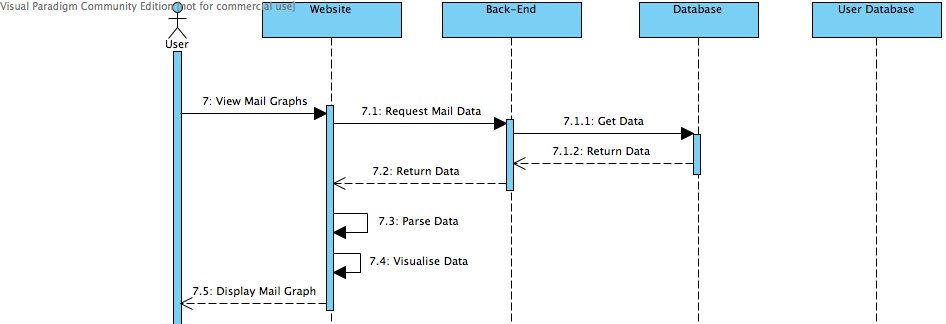 Visual Paradigm Community Edition [not for commercial use]
Website
Back-End
Database
User Database
User
7: View Mail Graphs
7.1: Request Mail Data
7.1.1: Get Data
7.1.2: Return Data
7.2: Return Data
7.3: Parse Data
7.4: Visualise Data
7.5: Display Mail Graph